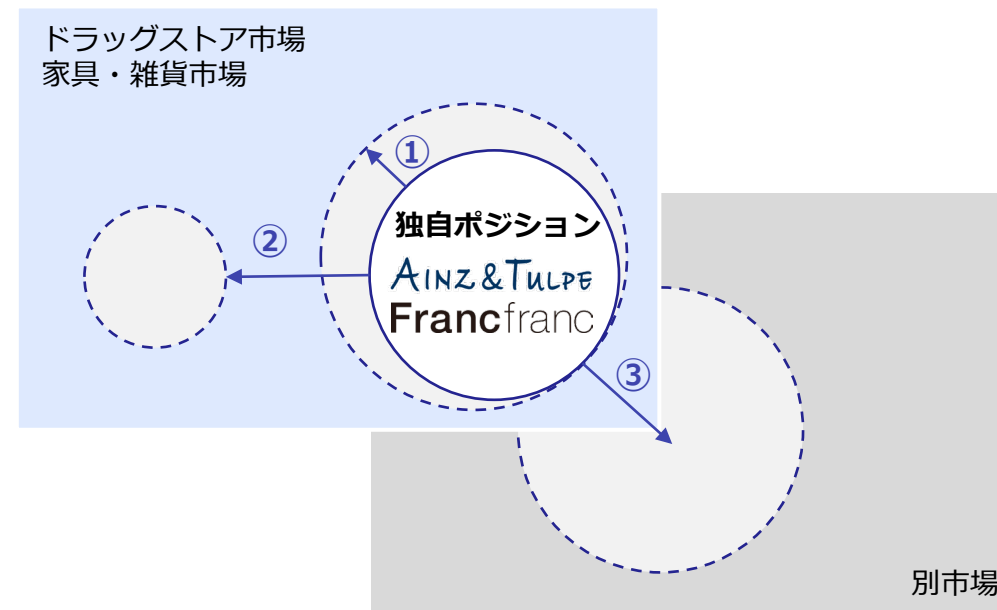 ドラッグストア市場
家具・雑貨市場
①
独自ポジション
②
AINZ&TULPE
Francfranc
③
別市場